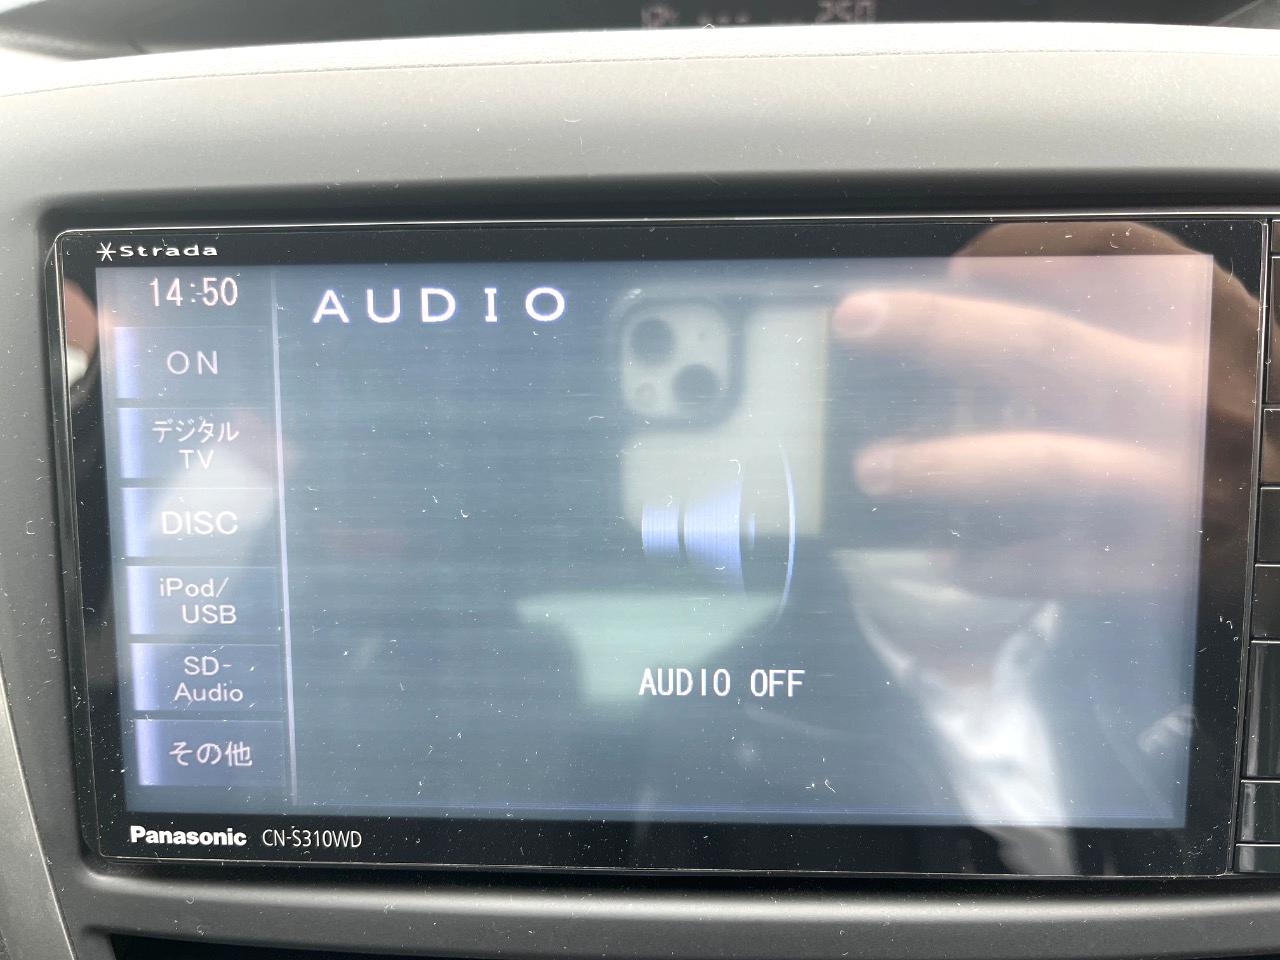 Strada
14:50
AUDIO
ON
デジタル
TV
DISC
iPod/
USB
SD-
Audio
その他
AUDIO OFF
Panasonic CN-S310WD